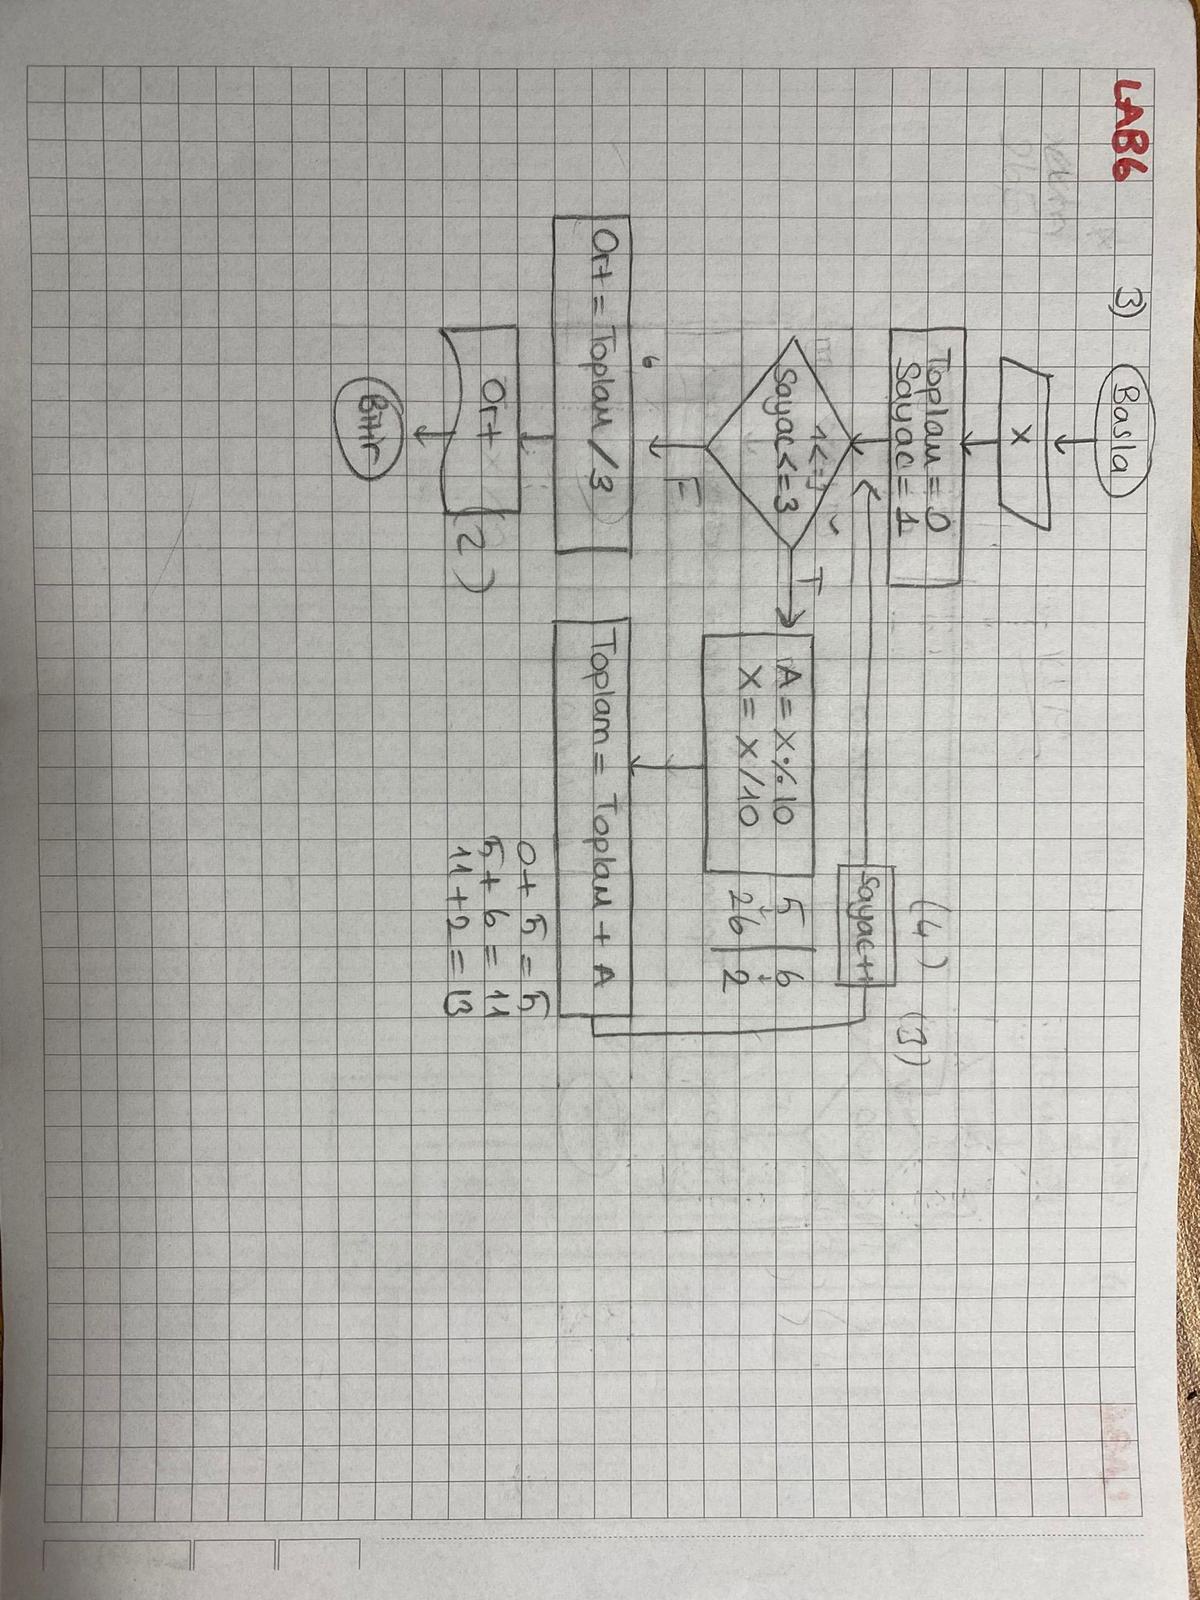 LAB6
3)
Basla
X
Toplam = 0
Sayac = 1
1<=3 ✓
Sayac<=3
T
F
A = X % 10
X = X / 10
5 | 6
26 | 2
Sayac++
(4)
(3)
6
Ort = Toplam / 3
Toplam = Toplam + A
0 + 5 = 5
5 + 6 = 11
11 + 2 = 13
Ort
(2)
Bitir